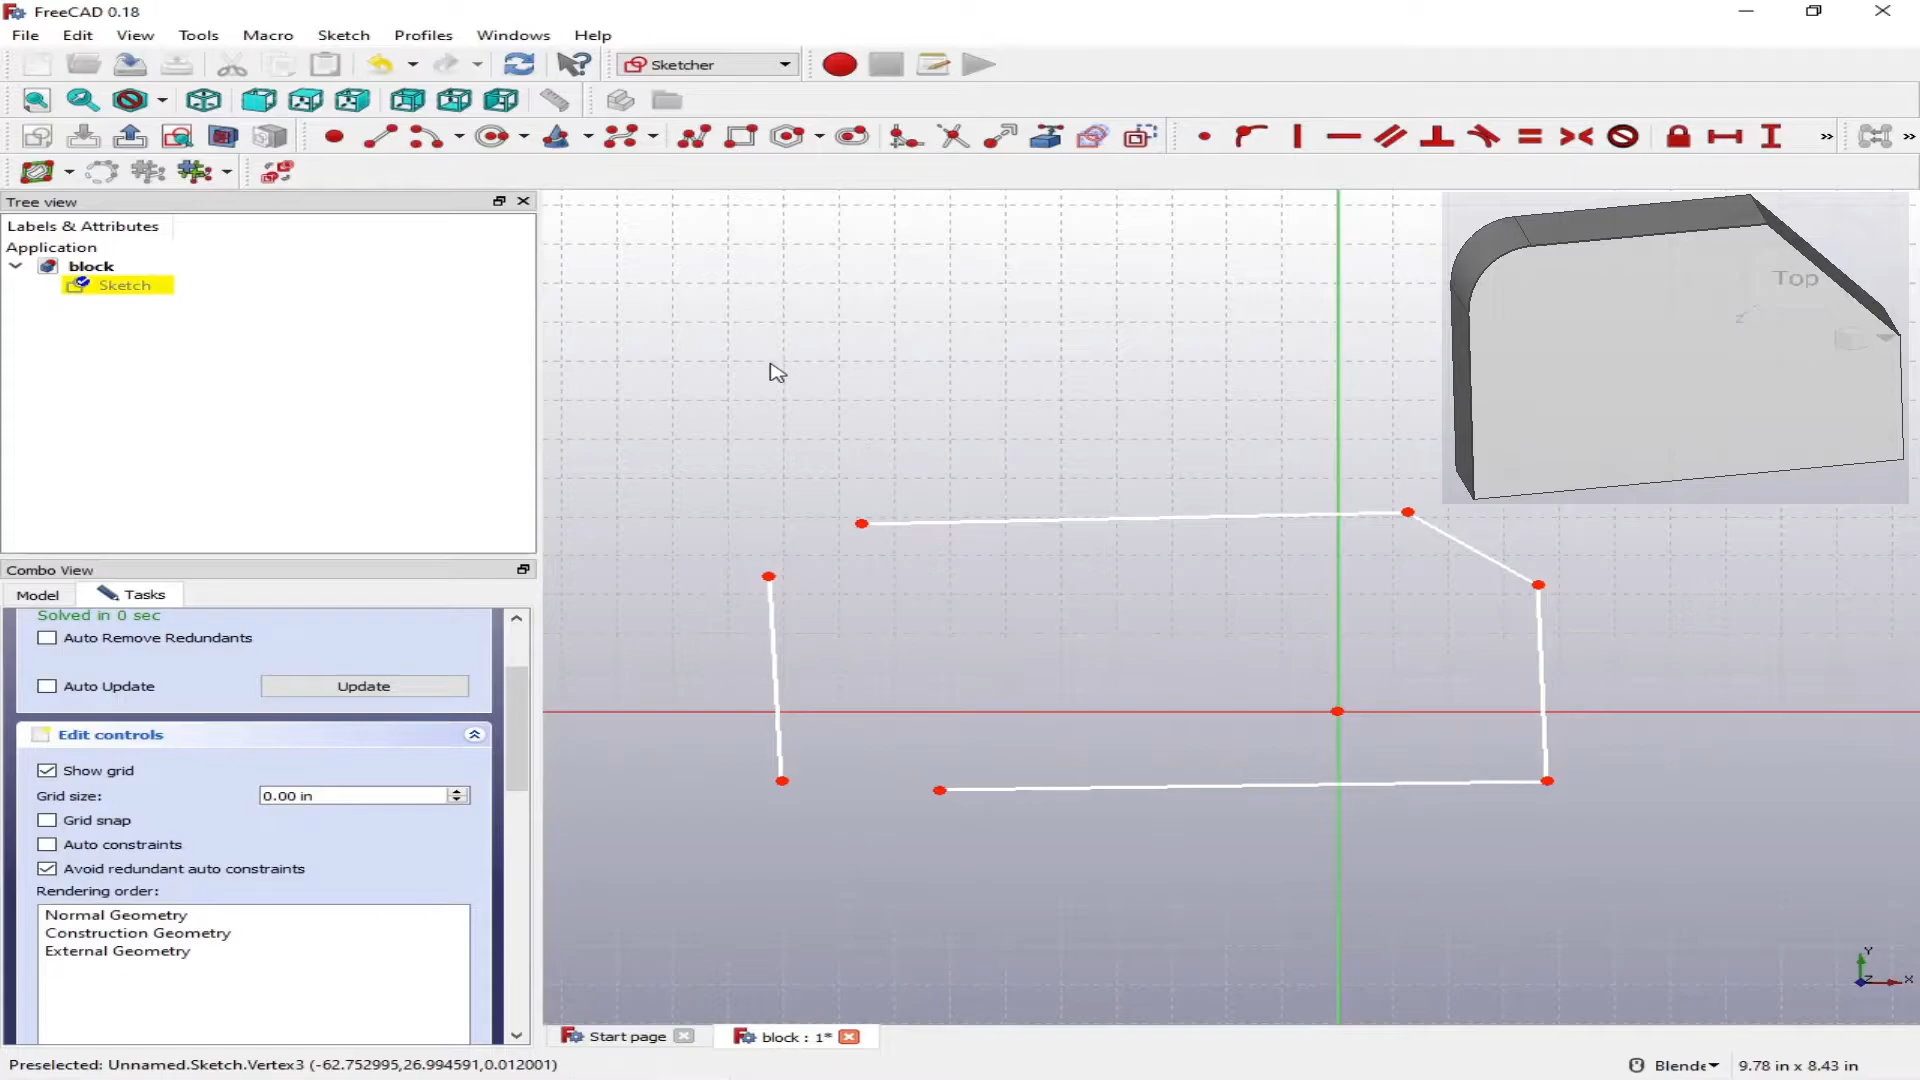 FreeCAD 0.18
File Edit View Tools Macro Sketch Profiles Windows Help
Sketcher
Tree view
Labels & Attributes
Application
block
Sketch
Top
Z
Combo View
Model Tasks
Solved in 0 sec
Auto Remove Redundants
Auto Update Update
Edit controls
Show grid
Grid size: 0.00 in
Grid snap
Auto constraints
Avoid redundant auto constraints
Rendering order:
Normal Geometry
Construction Geometry
External Geometry
Y
Z X
Start page block : 1*
Preselected: Unnamed.Sketch.Vertex3 (-62.752995,26.994591,0.012001) Blende 9.78 in x 8.43 in